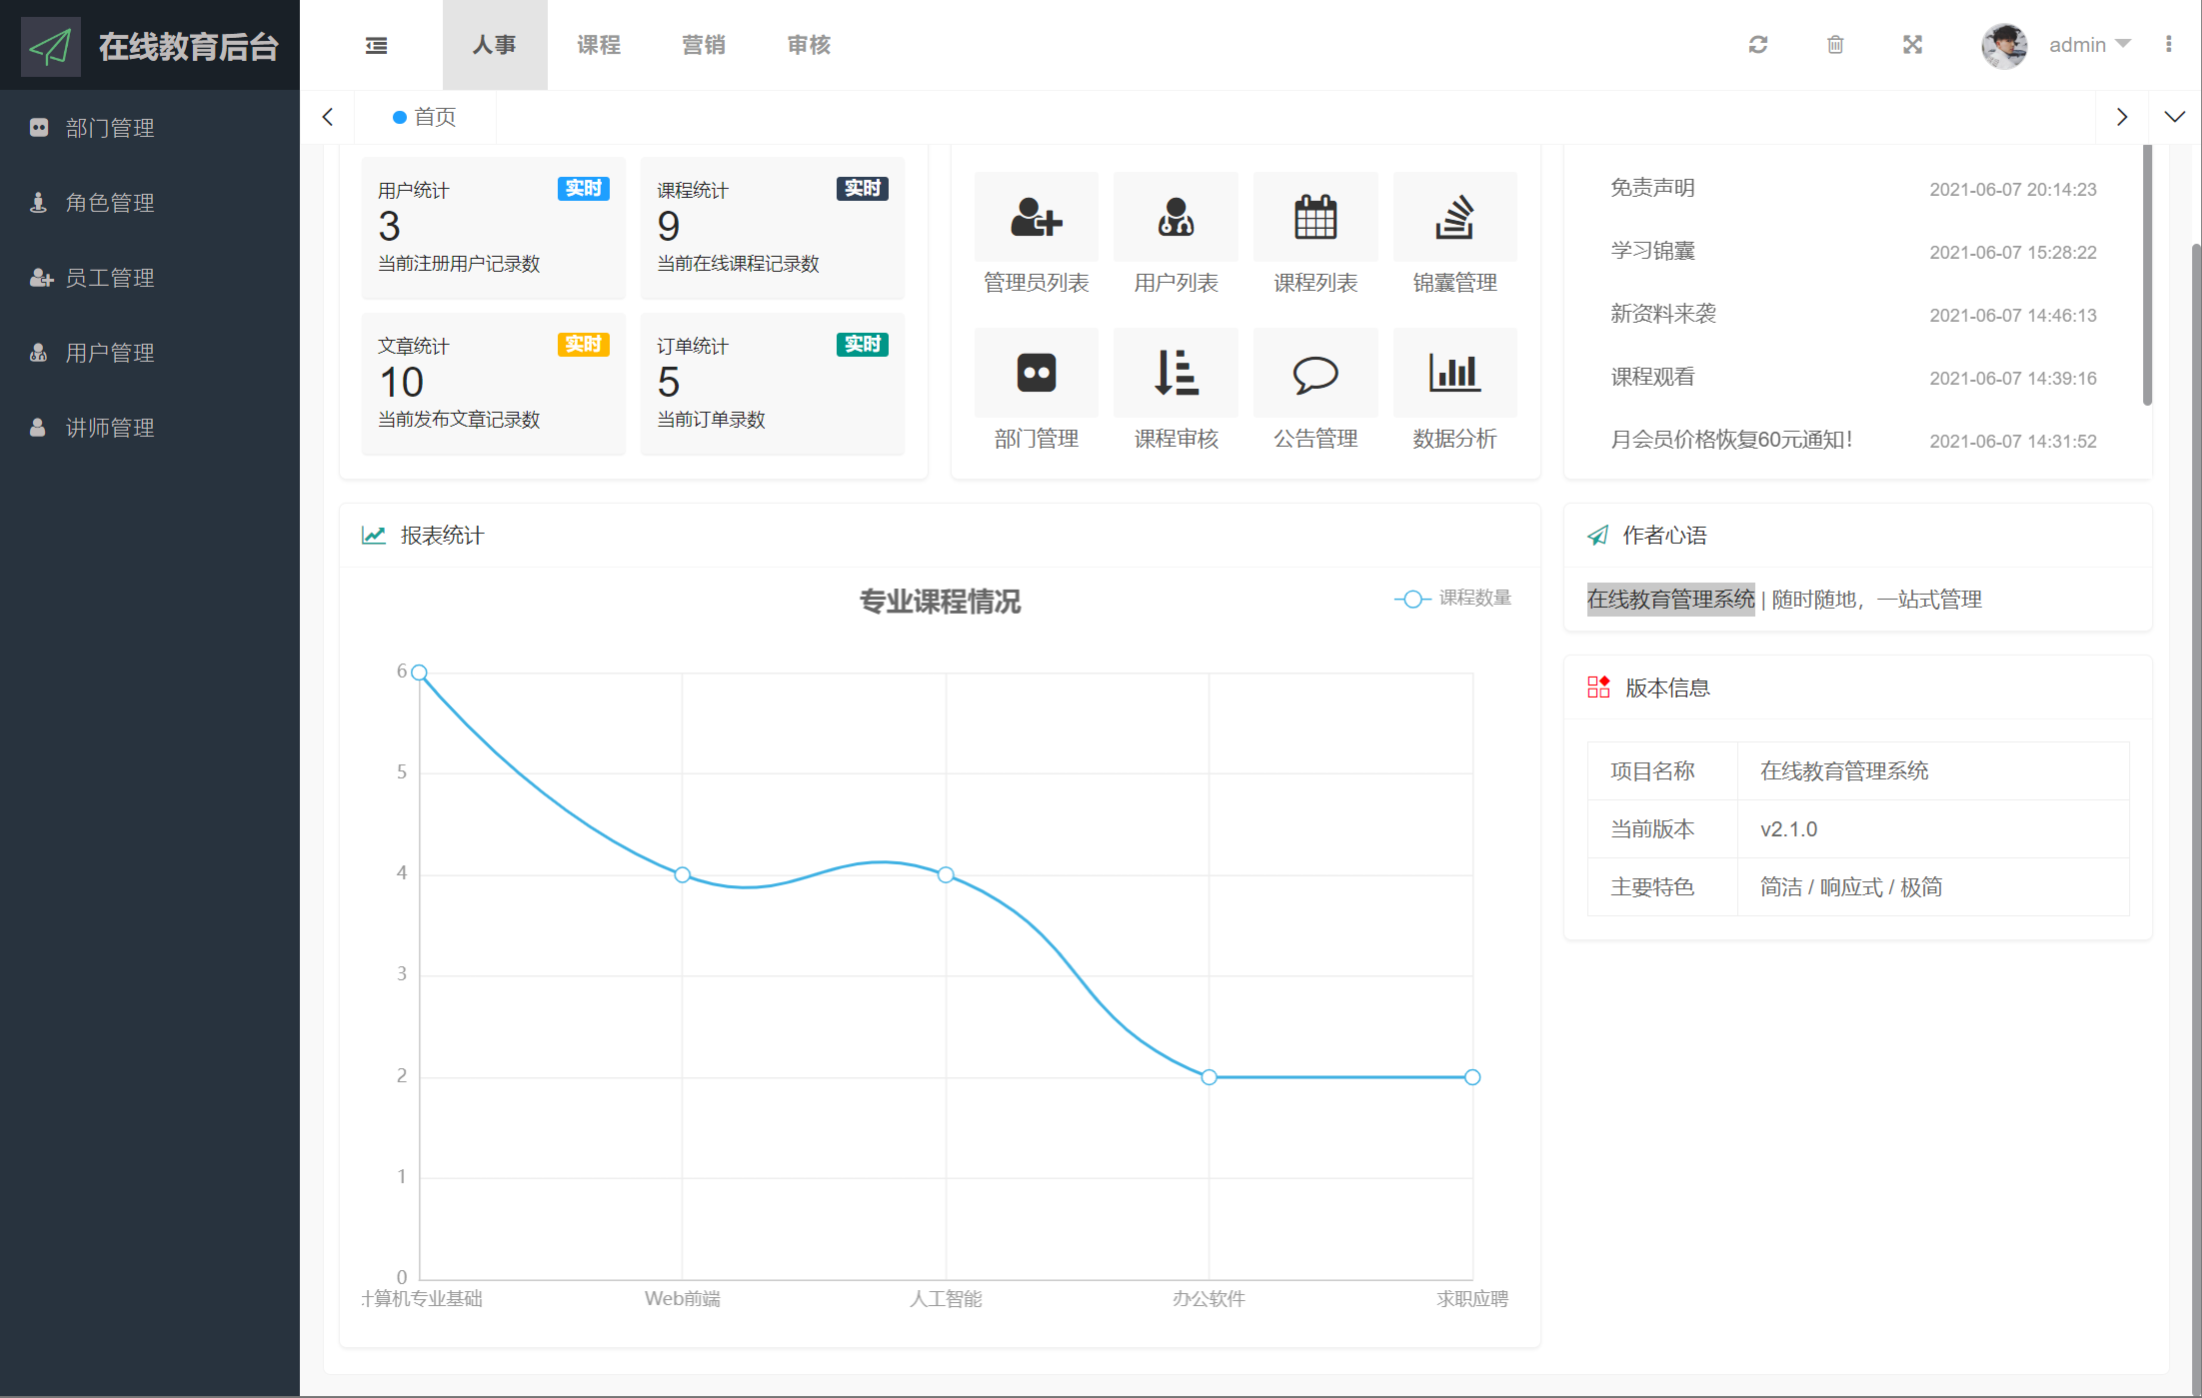 在线教育后台
人事
课程
营销
审核
admin
部门管理
角色管理
员工管理
用户管理
讲师管理
首页
用户统计
实时
3
当前注册用户记录数
课程统计
实时
9
当前在线课程记录数
文章统计
实时
10
当前发布文章记录数
订单统计
实时
5
当前订单录数
管理员列表
用户列表
课程列表
锦囊管理
部门管理
课程审核
公告管理
数据分析
免责声明
2021-06-07 20:14:23
学习锦囊
2021-06-07 15:28:22
新资料来袭
2021-06-07 14:46:13
课程观看
2021-06-07 14:39:16
月会员价格恢复60元通知!
2021-06-07 14:31:52
报表统计
专业课程情况
课程数量
6
5
4
3
2
1
0
计算机专业基础
Web前端
人工智能
办公软件
求职应聘
作者心语
在线教育管理系统 | 随时随地，一站式管理
版本信息
项目名称
在线教育管理系统
当前版本
v2.1.0
主要特色
简洁 / 响应式 / 极简